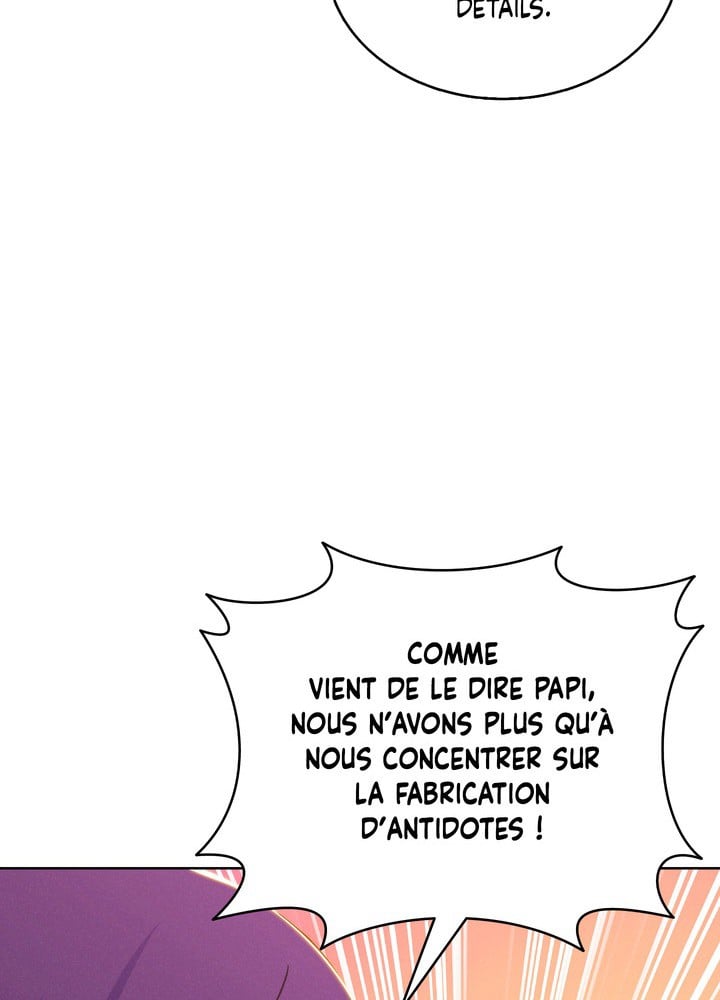 DÉTAILS.
COMME
VIENT DE LE DIRE PAPI,
NOUS N'AVONS PLUS QU'À
NOUS CONCENTRER SUR
LA FABRICATION
D'ANTIDOTES !